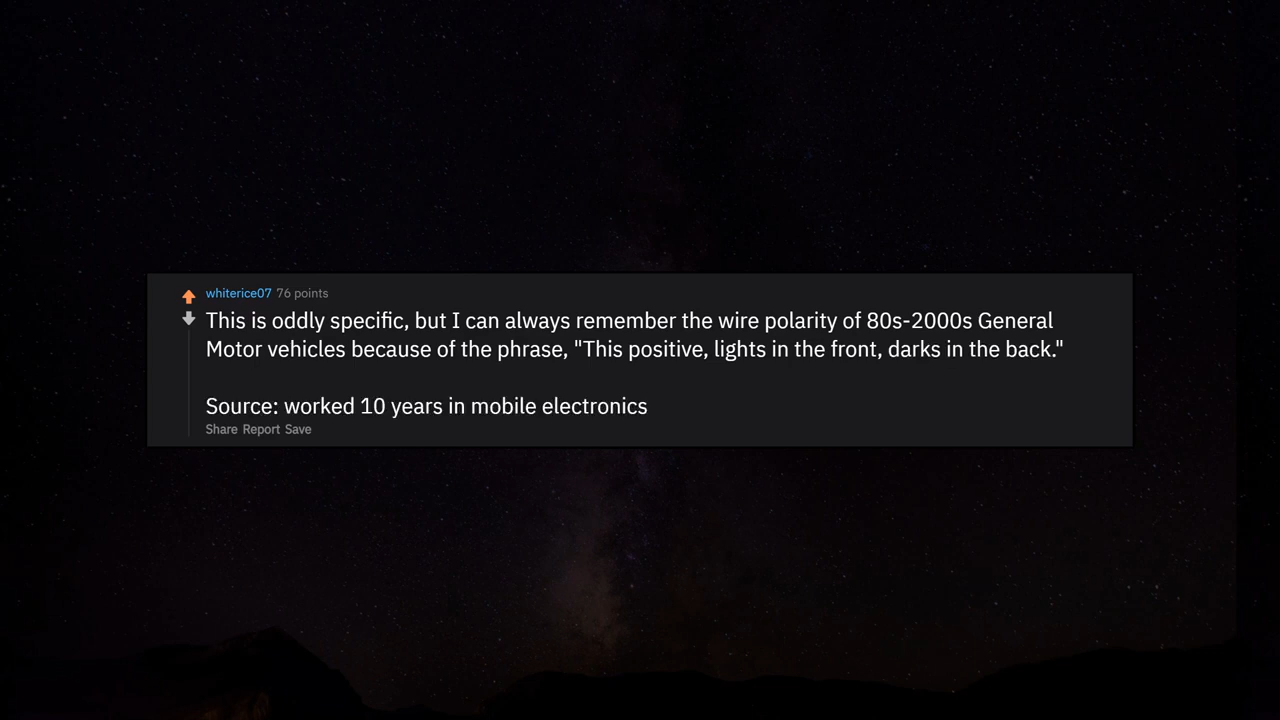 whiterice07 76 points
This is oddly specific, but I can always remember the wire polarity of 80s-2000s General
Motor vehicles because of the phrase, "This positive, lights in the front, darks in the back."
Source: worked 10 years in mobile electronics
Share Report Save